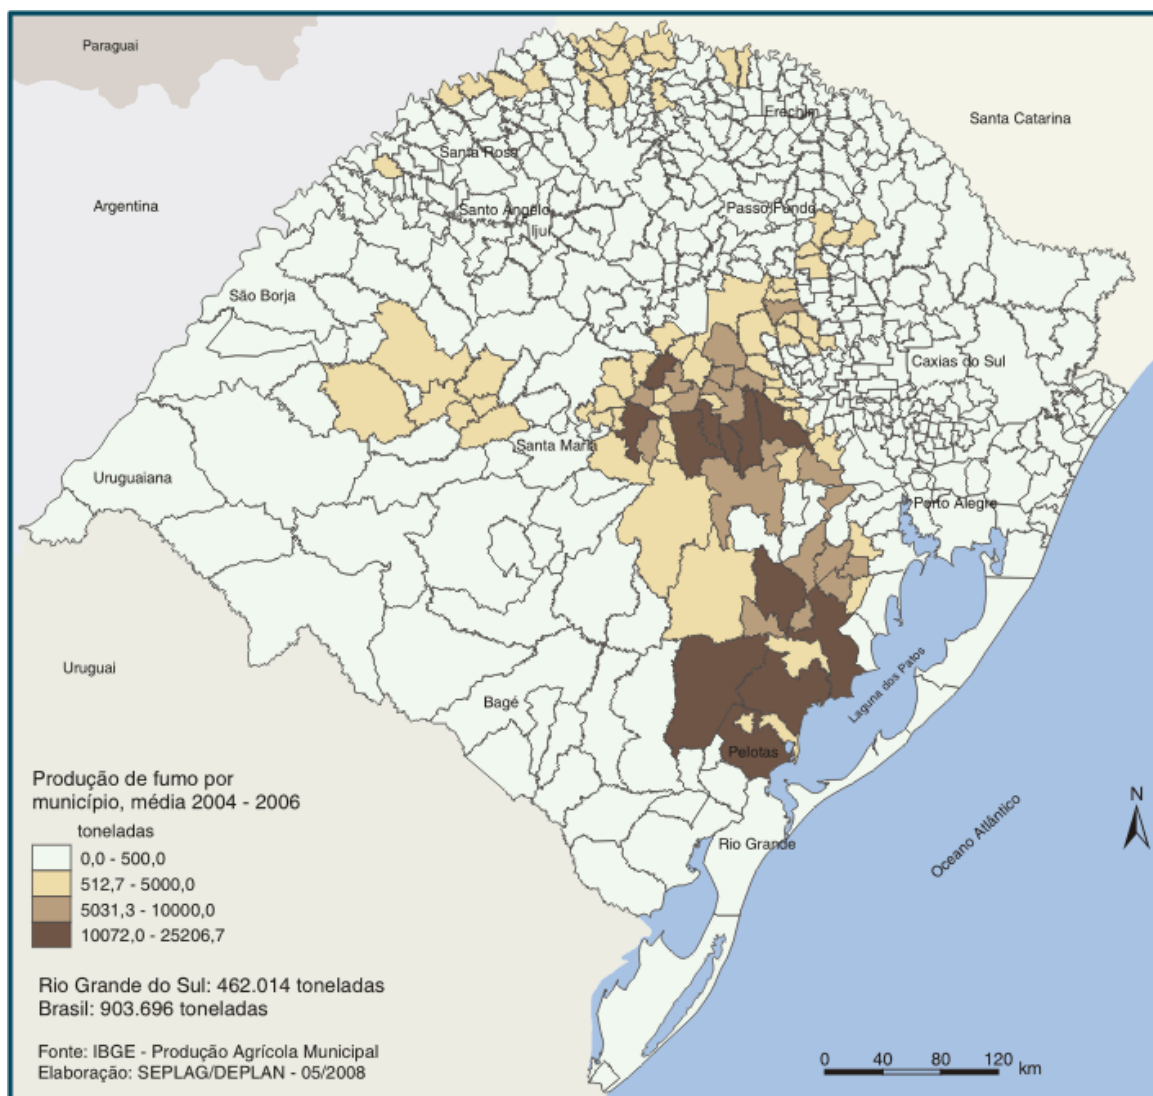 Paraguai
Santa Catarina
Erechim
Santa Rosa
Argentina
Santo Angelo
Passo Fundo
Ijui
São Borja
Caxias do Sul
Santa Maria
Uruguaiana
Porto Alegre
Uruguai
Laguna dos Patos
Bagé
Pelotas
Produção de fumo por
município, média 2004 - 2006
toneladas
0,0 - 500,0
512,7 - 5000,0
5031,3 - 10000,0
10072,0 - 25206,7
Rio Grande
Oceano Atlântico
N
Rio Grande do Sul: 462.014 toneladas
Brasil: 903.696 toneladas
Fonte: IBGE - Produção Agrícola Municipal
Elaboração: SEPLAG/DEPLAN - 05/2008
0 40 80 120 km